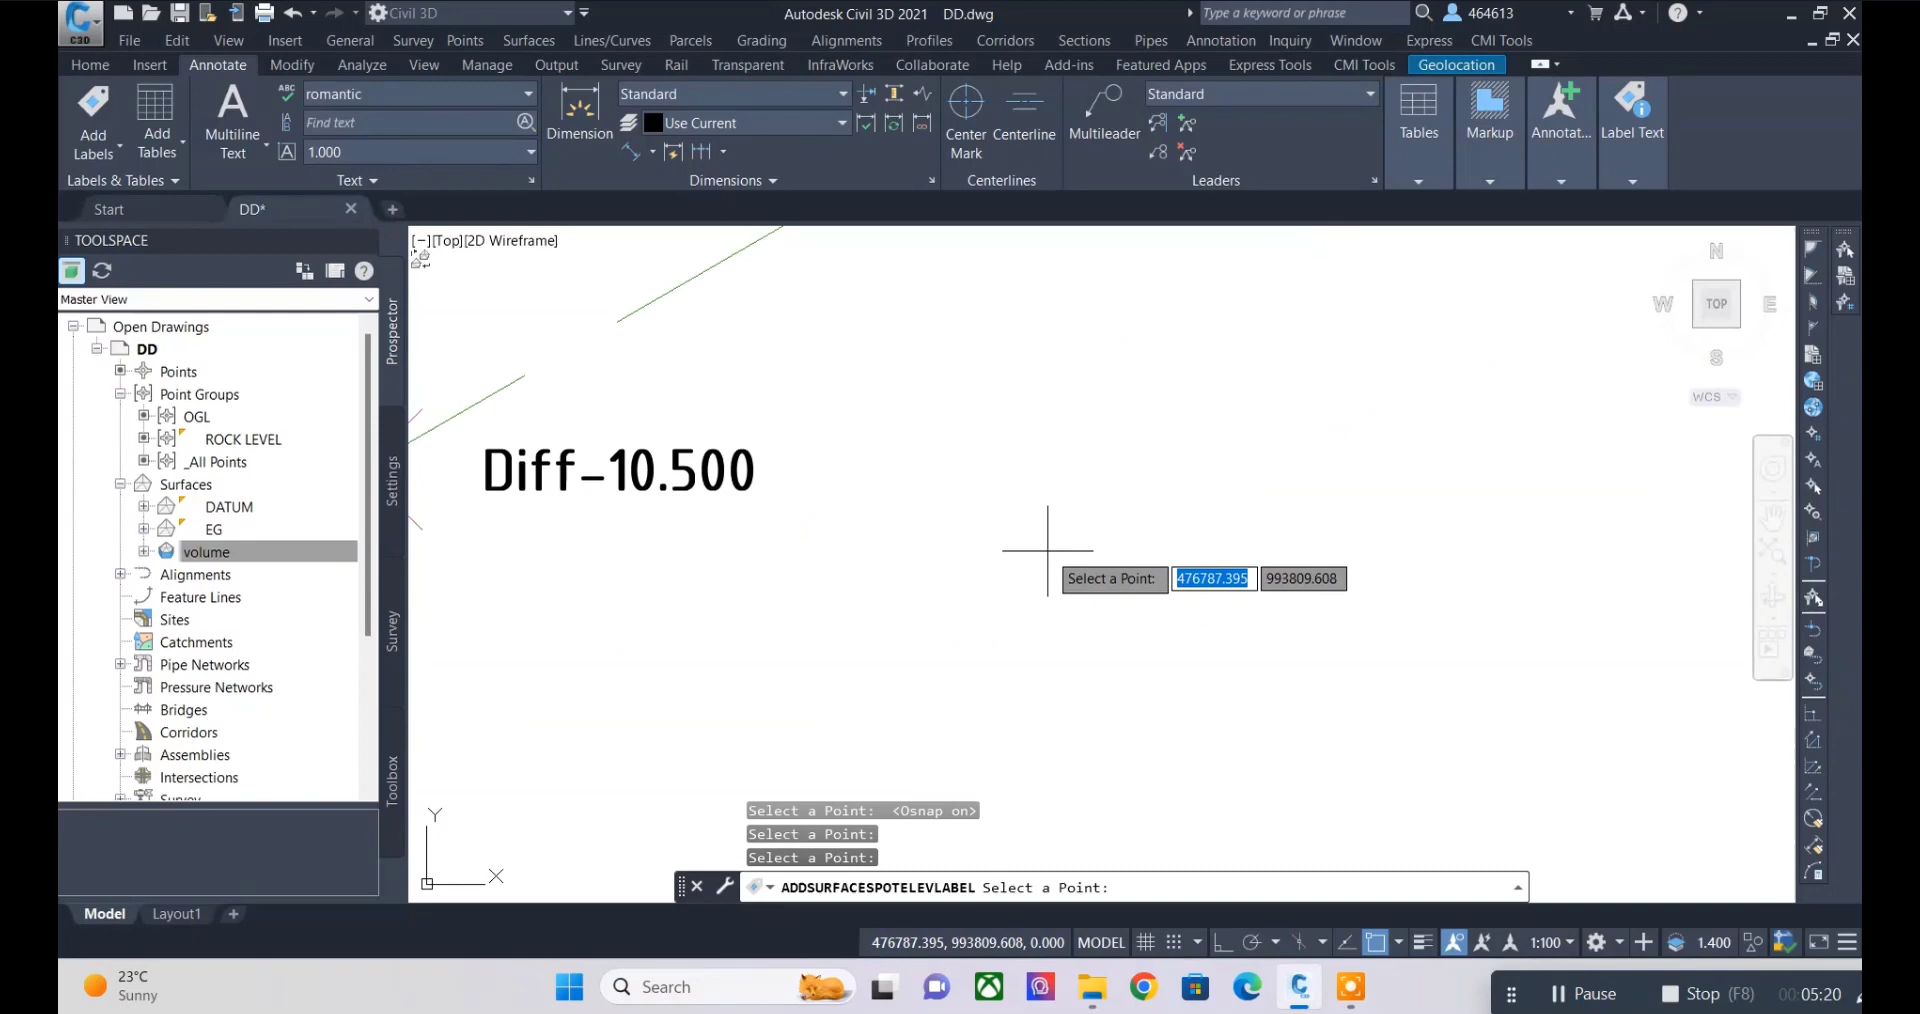 Civil 3D
Autodesk Civil 3D 2021 DD.dwg
Type a keyword or phrase
464613
C3D
File Edit View Insert General Survey Points Surfaces Lines/Curves Parcels Grading Alignments Profiles Corridors Sections Pipes Annotation Inquiry Window Express CMI Tools
Home Insert Annotate Modify Analyze View Manage Output Survey Rail Transparent InfraWorks Collaborate Help Add-ins Featured Apps Express Tools CMI Tools Geolocation
Add Labels
Add Tables
Labels & Tables
Multiline Text
ABC
romantic
Find text
1.000
Text
Dimension
Standard
Use Current
Dimensions
Center Mark
Centerline
Centerlines
Multileader
Standard
Leaders
Tables
Markup
Annotat...
Label Text
Start
DD*
TOOLSPACE
Master View
Open Drawings
DD
Points
Point Groups
OGL
ROCK LEVEL
_All Points
Surfaces
DATUM
EG
volume
Alignments
Feature Lines
Sites
Catchments
Pipe Networks
Pressure Networks
Bridges
Corridors
Assemblies
Intersections
Survey
Prospector
Settings
Survey
Toolbox
[−][Top][2D Wireframe]
Diff-10.500
N
W TOP E
S
WCS
Select a Point: 476787.395 993809.608
Y
X
Select a Point: <Osnap on>
Select a Point:
Select a Point:
ADDSURFACESPOTELEVLABEL Select a Point:
Model Layout1
476787.395, 993809.608, 0.000 MODEL 1:100 1.400
23°C
Sunny
Search
Pause
Stop (F8)
00:05:20